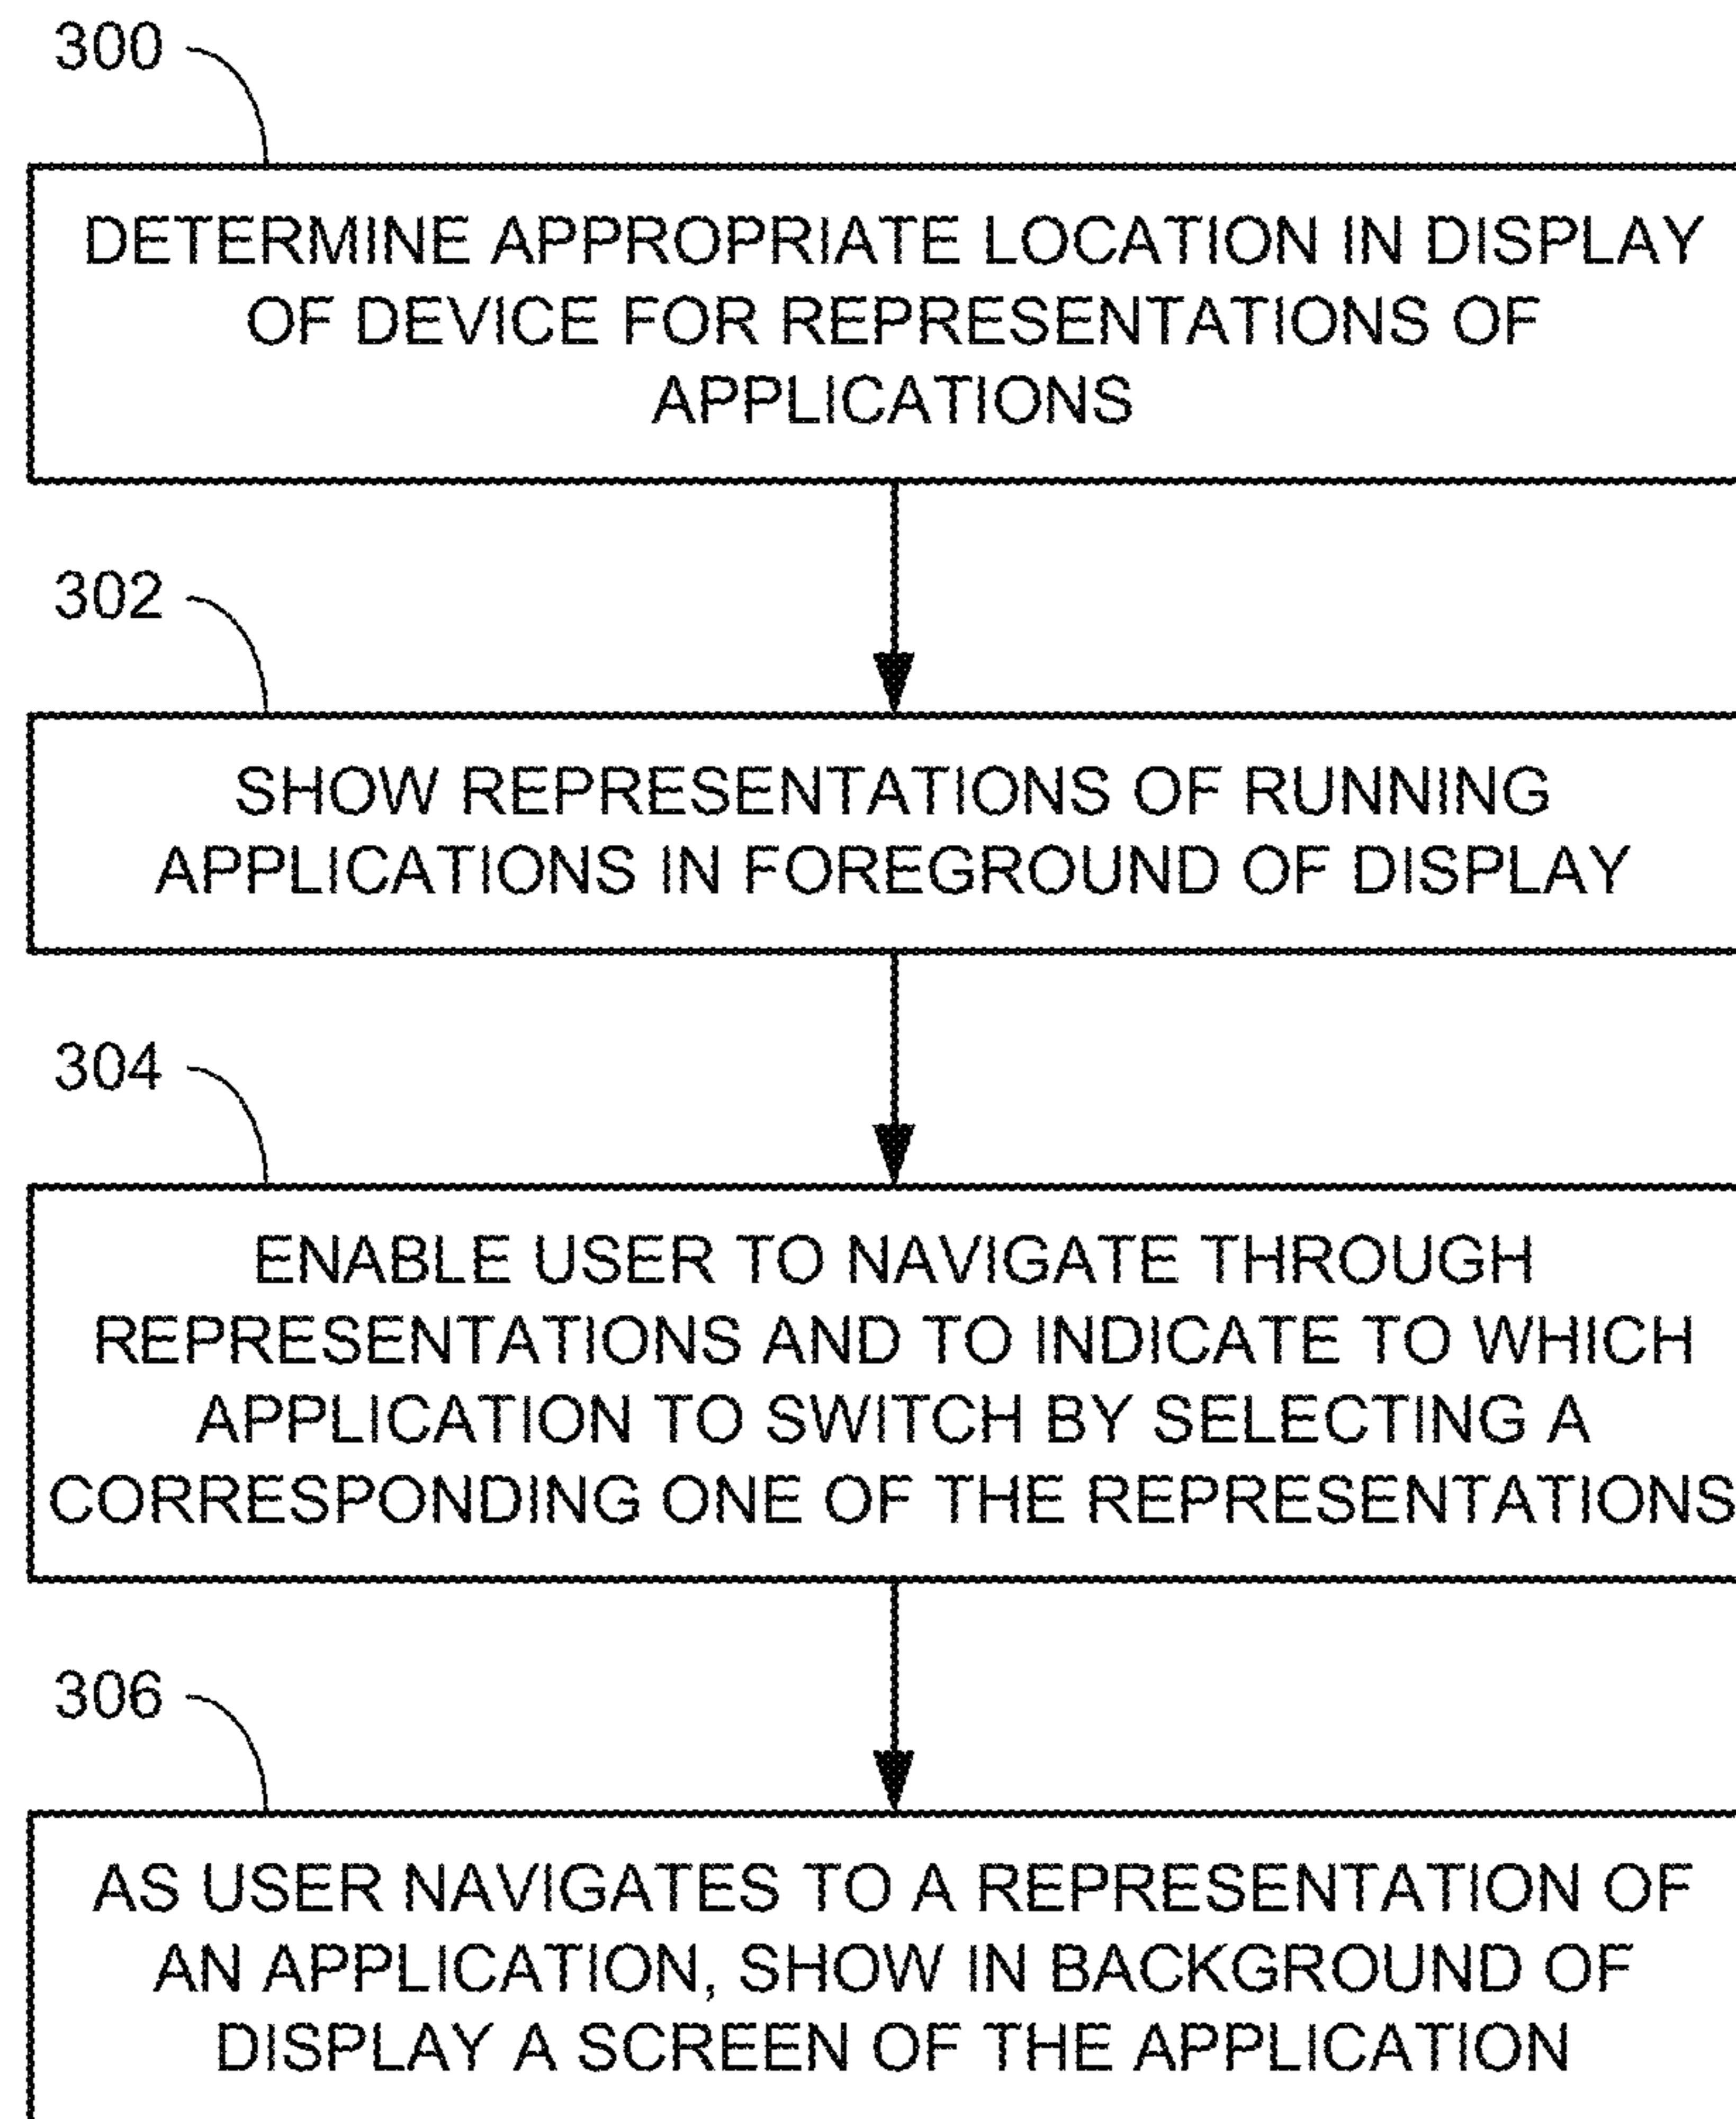 300
DETERMINE APPROPRIATE LOCATION IN DISPLAY
OF DEVICE FOR REPRESENTATIONS OF
APPLICATIONS
302
SHOW REPRESENTATIONS OF RUNNING
APPLICATIONS IN FOREGROUND OF DISPLAY
304
ENABLE USER TO NAVIGATE THROUGH
REPRESENTATIONS AND TO INDICATE TO WHICH
APPLICATION TO SWITCH BY SELECTING A
CORRESPONDING ONE OF THE REPRESENTATIONS
306
AS USER NAVIGATES TO A REPRESENTATION OF
AN APPLICATION, SHOW IN BACKGROUND OF
DISPLAY A SCREEN OF THE APPLICATION